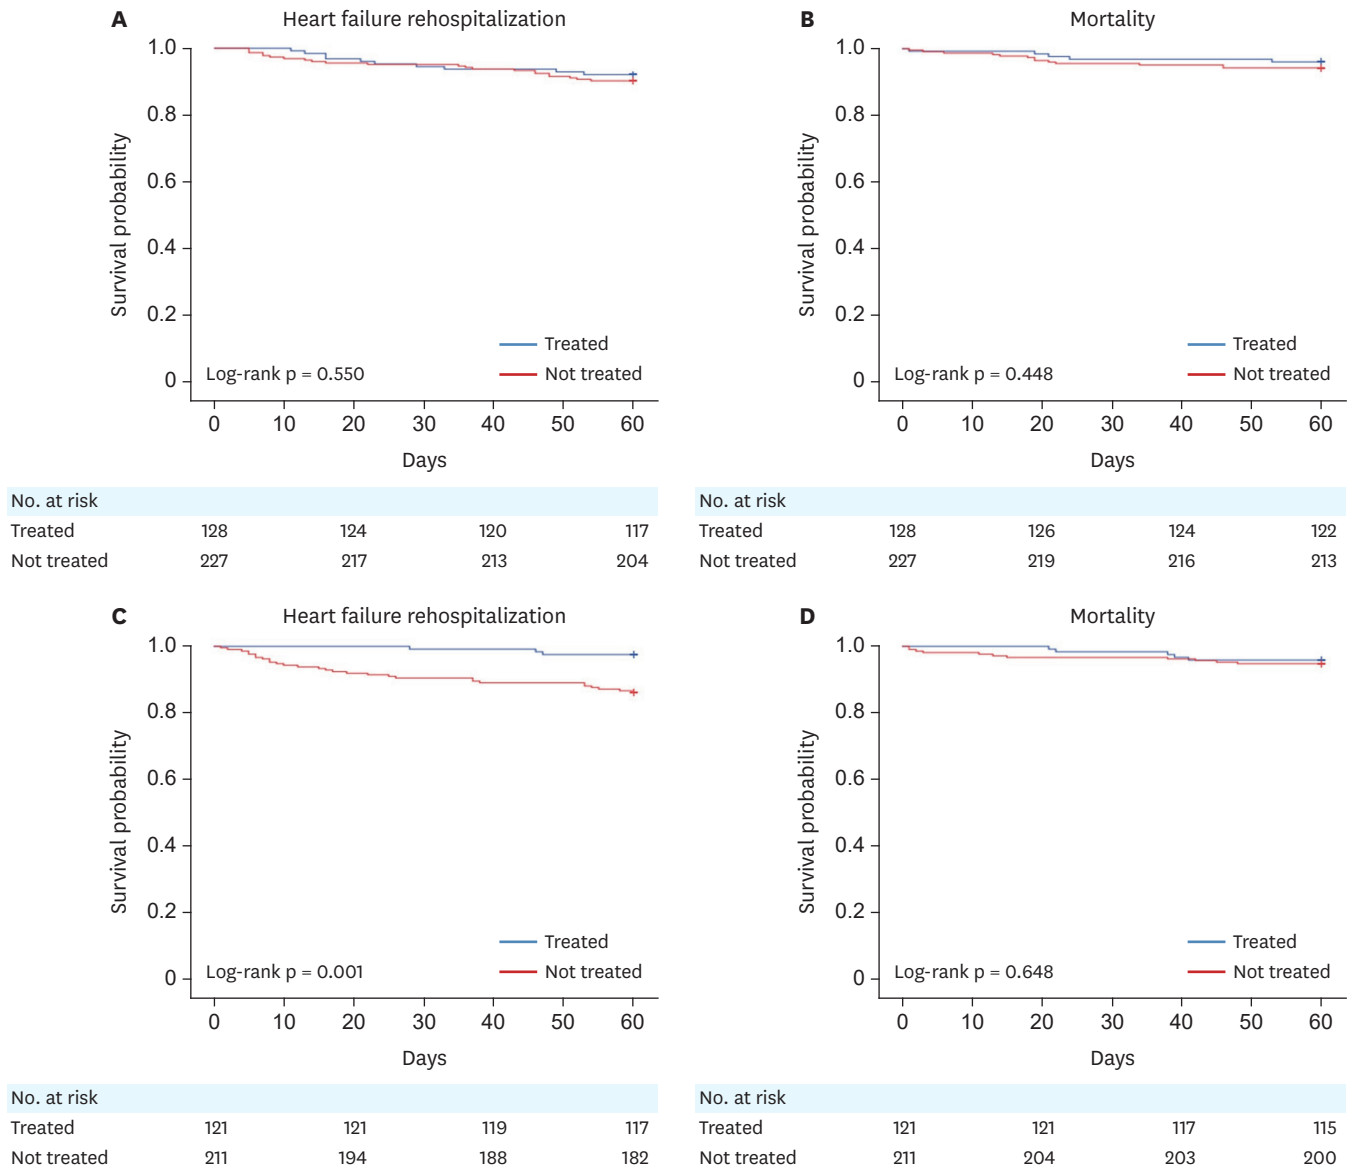 A Heart failure rehospitalization
1.0
0.8
0.6
0.4
0.2
0
Survival probability
Treated
Not treated
Log-rank p = 0.550
0 10 20 30 40 50 60
Days
No. at risk
Treated 128 124 120 117
Not treated 227 217 213 204
B Mortality
1.0
0.8
0.6
0.4
0.2
0
Survival probability
Treated
Not treated
Log-rank p = 0.448
0 10 20 30 40 50 60
Days
No. at risk
Treated 128 126 124 122
Not treated 227 219 216 213
C Heart failure rehospitalization
1.0
0.8
0.6
0.4
0.2
0
Survival probability
Treated
Not treated
Log-rank p = 0.001
0 10 20 30 40 50 60
Days
No. at risk
Treated 121 121 119 117
Not treated 211 194 188 182
D Mortality
1.0
0.8
0.6
0.4
0.2
0
Survival probability
Treated
Not treated
Log-rank p = 0.648
0 10 20 30 40 50 60
Days
No. at risk
Treated 121 121 117 115
Not treated 211 204 203 200